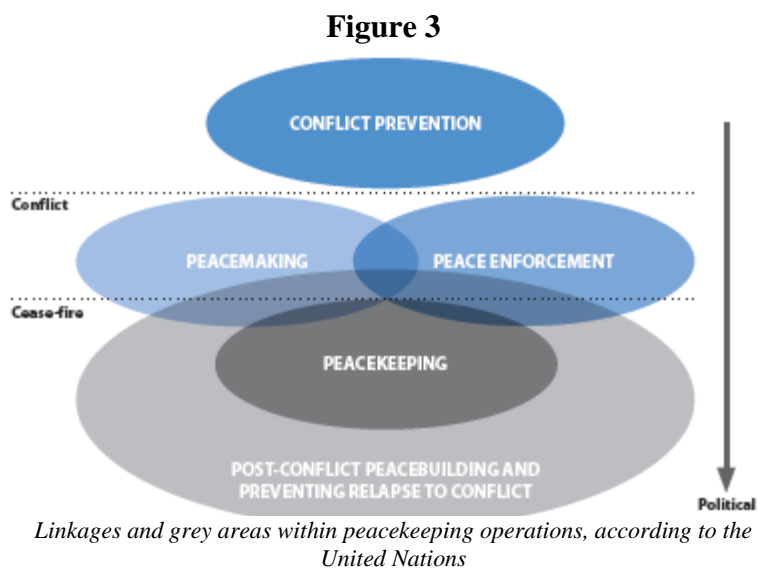 Figure 3
CONFLICT PREVENTION
Conflict
PEACEMAKING
PEACE ENFORCEMENT
Cease-fire
PEACEKEEPING
POST-CONFLICT PEACEBUILDING AND
PREVENTING RELAPSE TO CONFLICT
Political
Linkages and grey areas within peacekeeping operations, according to the
United Nations